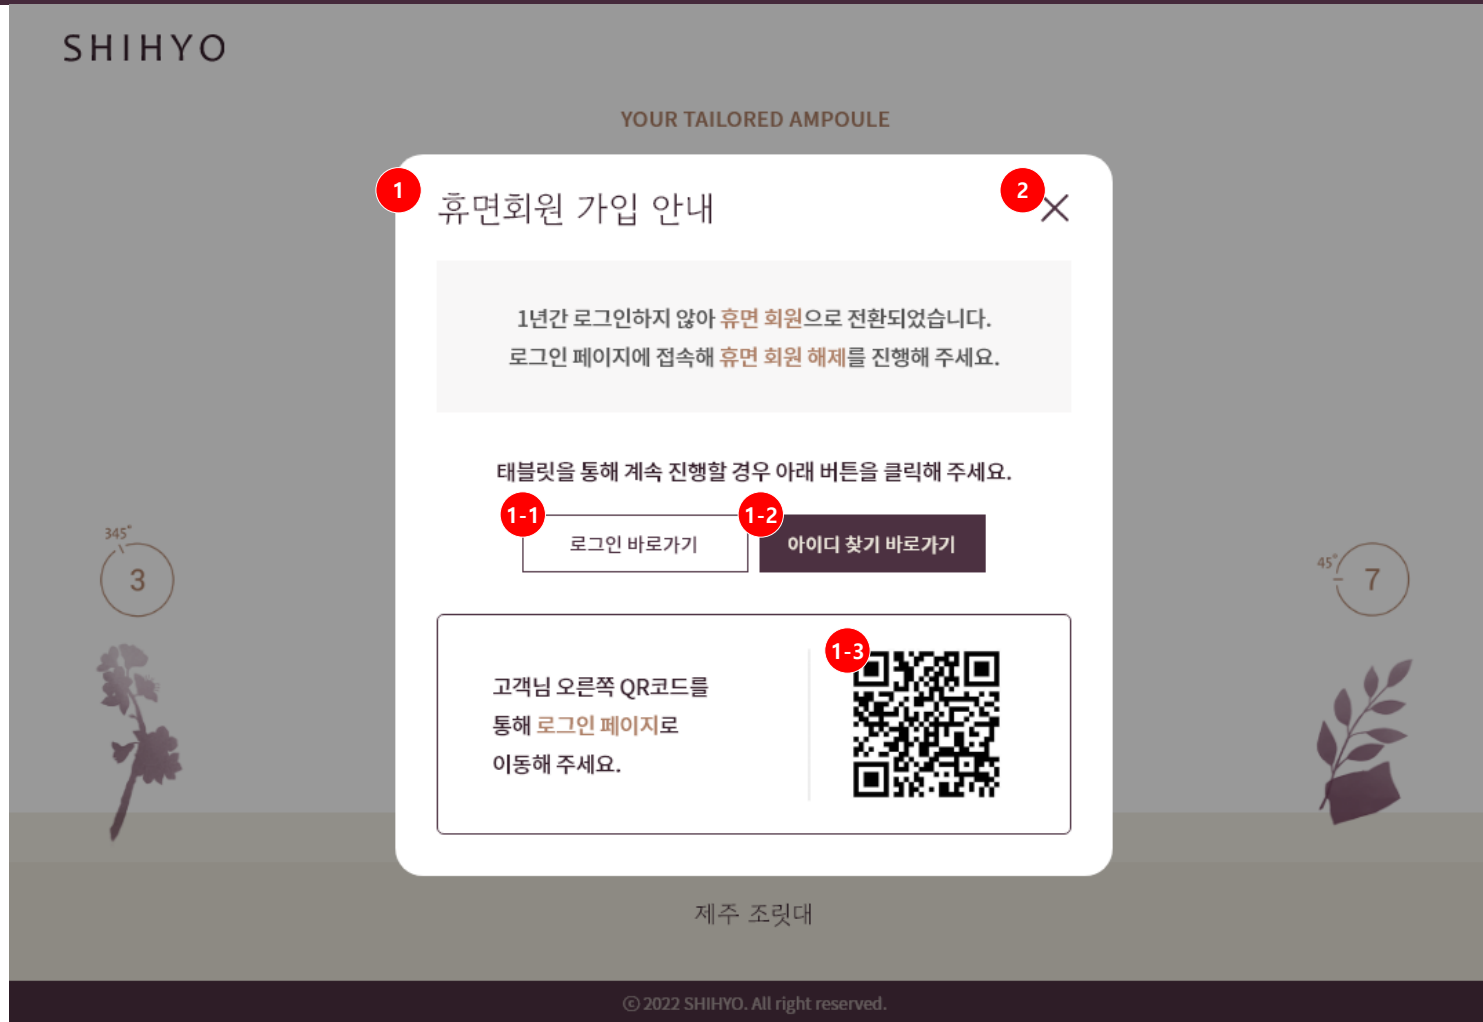 SHIHYO
YOUR TAILORED AMPOULE
1
휴면회원 가입 안내
2
1년간 로그인하지 않아 휴면 회원으로 전환되었습니다.
로그인 페이지에 접속해 휴면 회원 해제를 진행해 주세요.
태블릿을 통해 계속 진행할 경우 아래 버튼을 클릭해 주세요.
1-1
로그인 바로가기
1-2
아이디 찾기 바로가기
345°
3
45°
7
고객님 오른쪽 QR코드를
통해 로그인 페이지로
이동해 주세요.
1-3
제주 조릿대
ⓒ 2022 SHIHYO. All right reserved.